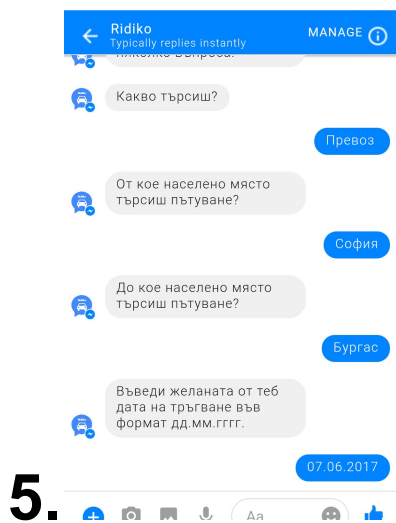 Ridiko
Typically replies instantly
MANAGE
Какво търсиш?
Превоз
От кое населено място
търсиш пътуване?
София
До кое населено място
търсиш пътуване?
Бургас
Въведи желаната от теб
дата на тръгване във
формат дд.мм.гггг.
07.06.2017
5.
Aa